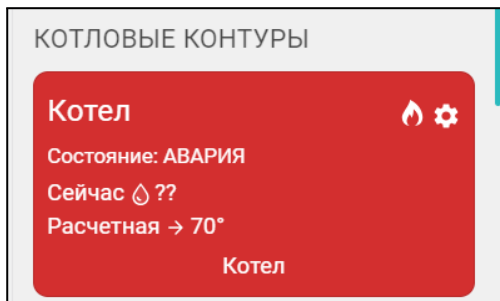 КОТЛОВЫЕ КОНТУРЫ
Котел
Состояние: АВАРИЯ
Сейчас ??
Расчетная → 70°
Котел